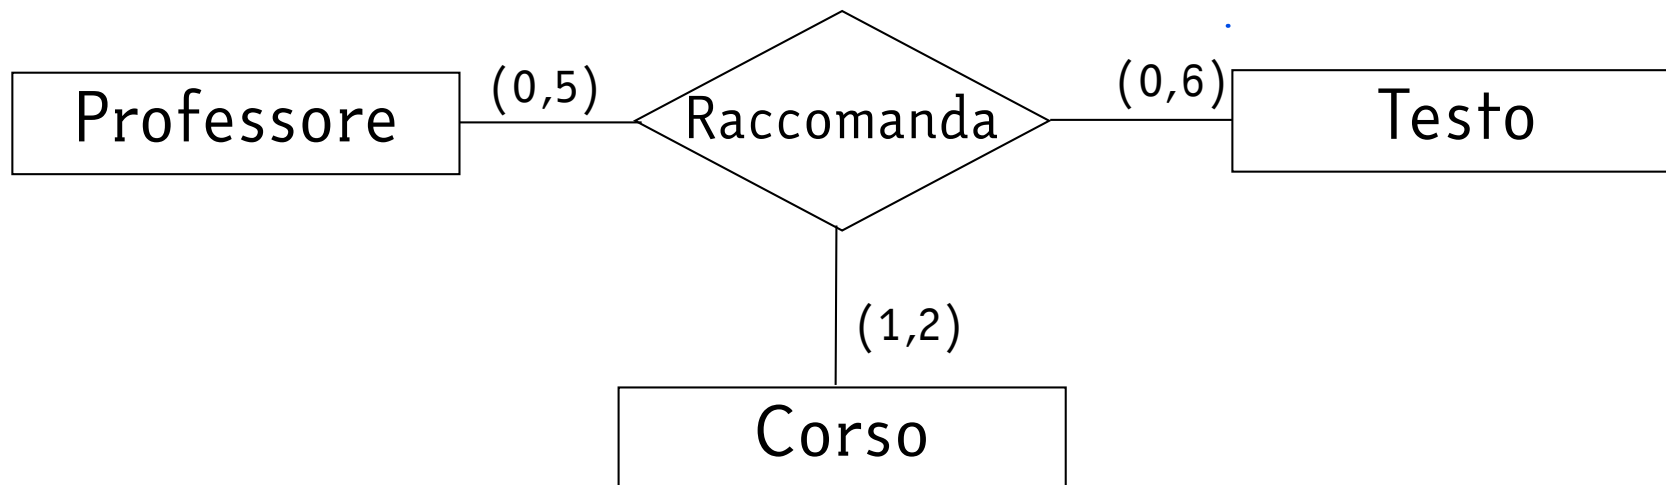 Professore
(0,5)
Raccomanda
(0,6)
Testo
(1,2)
Corso